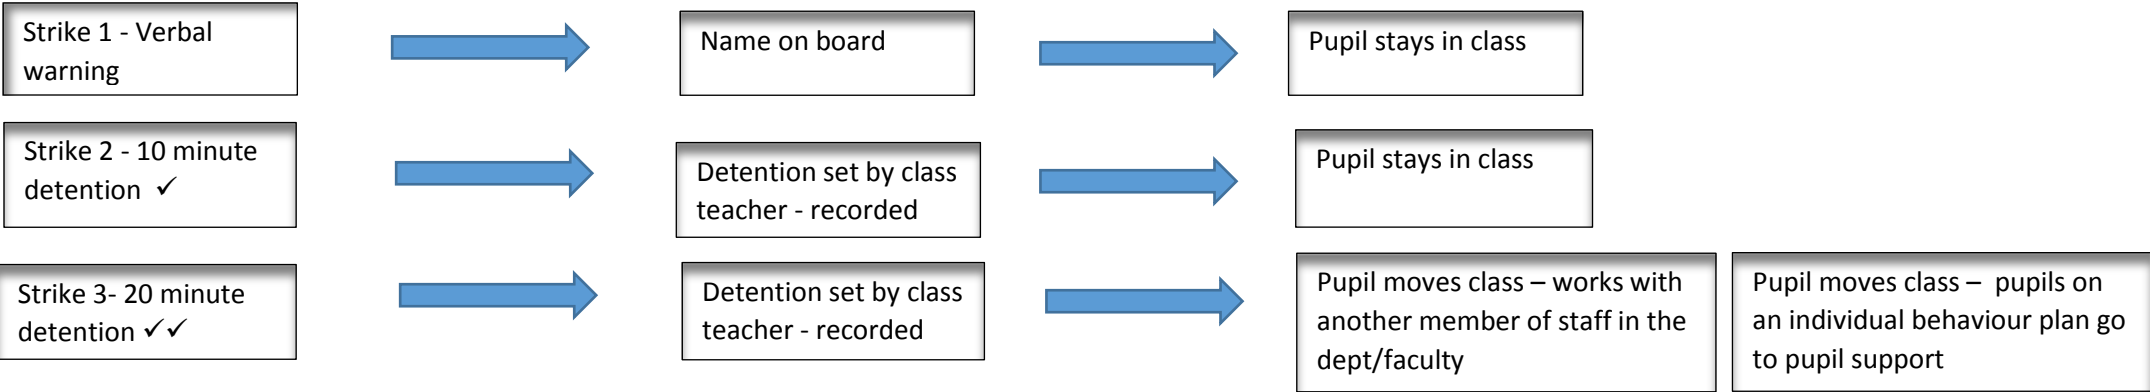 Strike 1 - Verbal
warning
Name on board
Pupil stays in class
Strike 2 - 10 minute
detention ✓
Detention set by class
teacher - recorded
Pupil stays in class
Strike 3- 20 minute
detention ✓✓
Detention set by class
teacher - recorded
Pupil moves class – works with
another member of staff in the
dept/faculty
Pupil moves class –  pupils on
an individual behaviour plan go
to pupil support